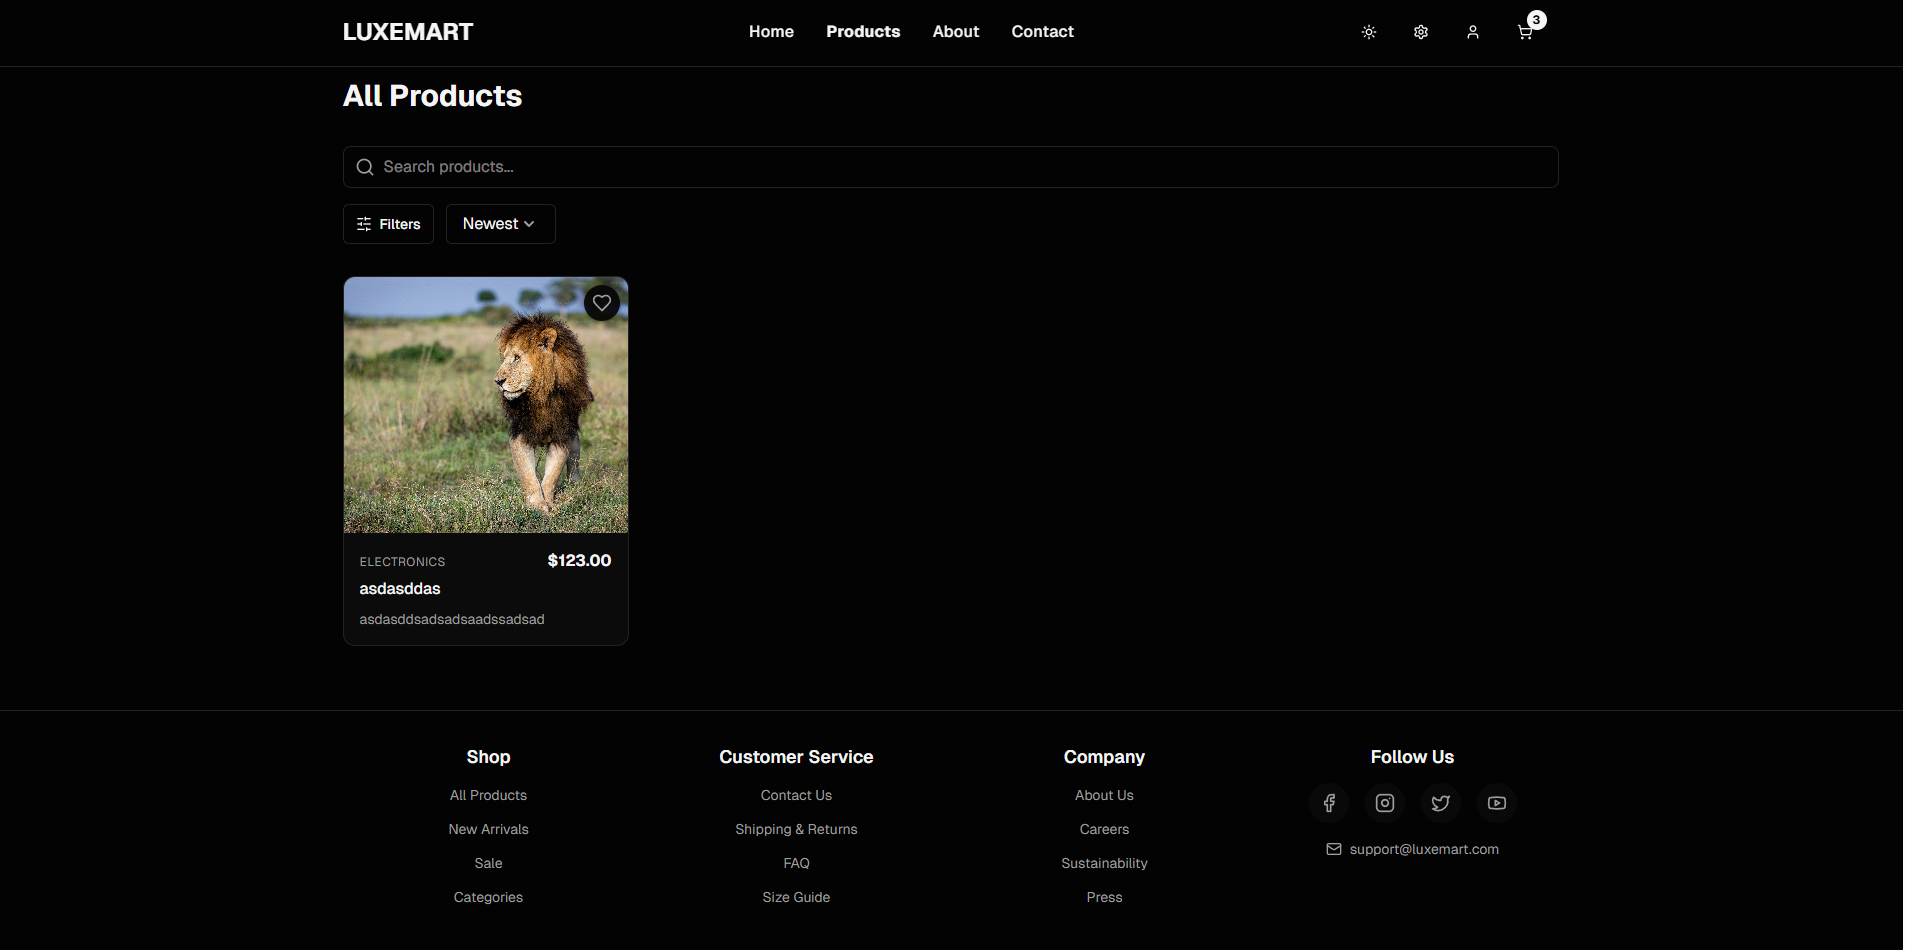 LUXEMART
Home Products About Contact
3
All Products
Search products...
Filters
Newest
ELECTRONICS
$123.00
asdasddas
asdasddsadsadsaadssadsad
Shop
All Products
New Arrivals
Sale
Categories
Customer Service
Contact Us
Shipping & Returns
FAQ
Size Guide
Company
About Us
Careers
Sustainability
Press
Follow Us
support@luxemart.com